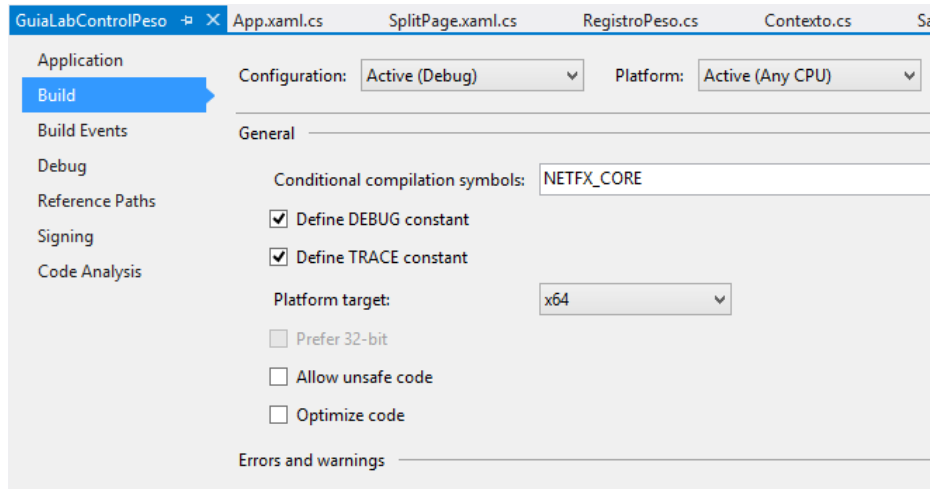 GuiaLabControlPeso App.xaml.cs SplitPage.xaml.cs RegistroPeso.cs Contexto.cs
Application
Build
Build Events
Debug
Reference Paths
Signing
Code Analysis
Configuration: Active (Debug) Platform: Active (Any CPU)
General
Conditional compilation symbols: NETFX_CORE
Define DEBUG constant
Define TRACE constant
Platform target: x64
Prefer 32-bit
Allow unsafe code
Optimize code
Errors and warnings